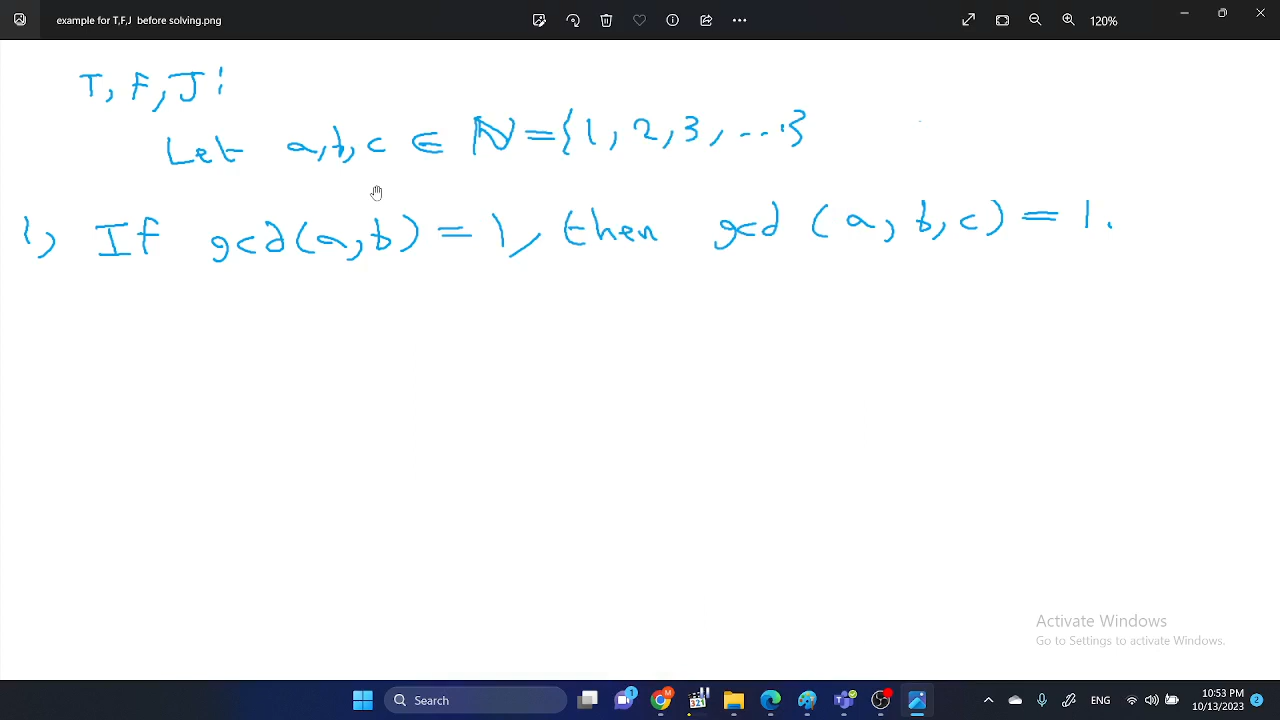 example for T,F,J before solving.png
120%
T, F, J :
Let a, b, c ∈ ℕ = {1, 2, 3, ...}
1) If gcd(a, b) = 1, then gcd (a, b, c) = 1.
Activate Windows
Go to Settings to activate Windows.
Search
ENG
10:53 PM
10/13/2023
2